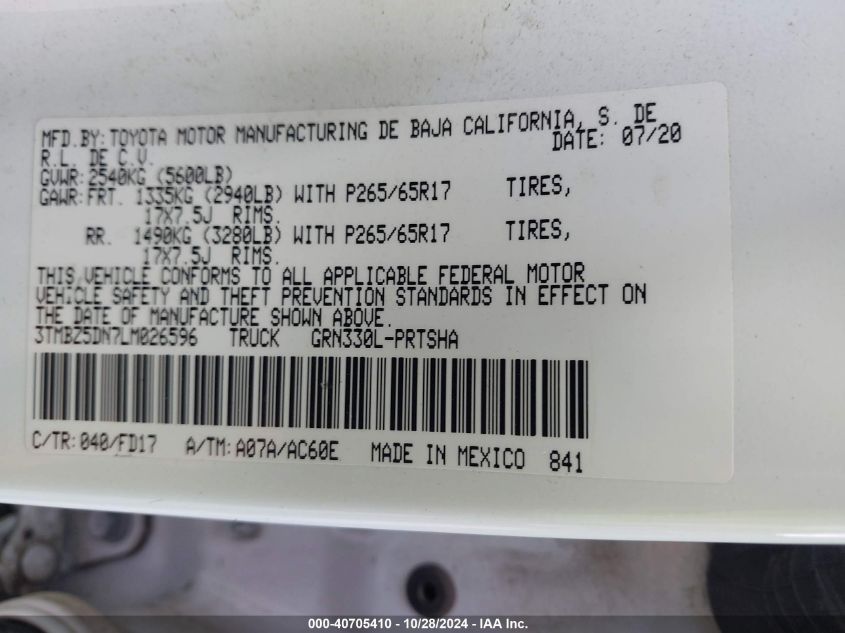 MFD.BY:TOYOTA MOTOR MANUFACTURING DE BAJA CALIFORNIA, S. DE
R.L. DE C.V. DATE: 07/20
GVWR:2540KG (5600LB)
GAWR:FRT. 1335KG (2940LB) WITH P265/65R17 TIRES,
17X7.5J RIMS.
RR. 1490KG (3280LB) WITH P265/65R17 TIRES,
17X7.5J RIMS.
THIS VEHICLE CONFORMS TO ALL APPLICABLE FEDERAL MOTOR
VEHICLE SAFETY AND THEFT PREVENTION STANDARDS IN EFFECT ON
THE DATE OF MANUFACTURE SHOWN ABOVE.
3TMBZ5DN7LM026596 TRUCK GRN330L-PRTSHA
C/TR:040/FD17 A/TM:A07A/AC60E MADE IN MEXICO 841
000-40705410 - 10/28/2024 - IAA Inc.